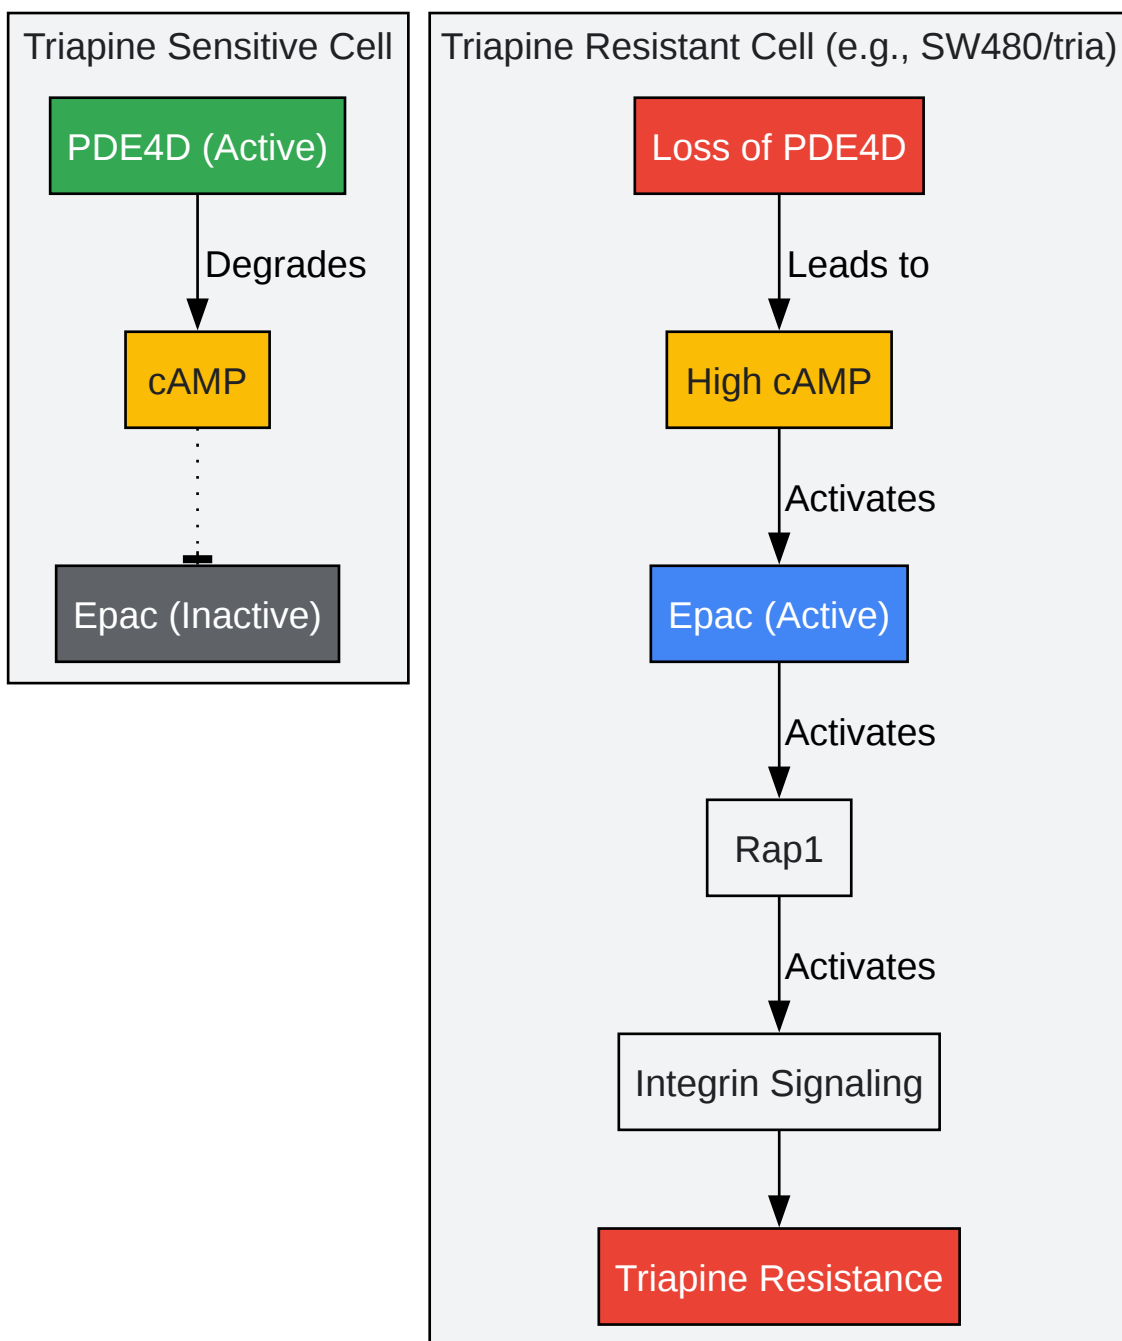 Triapine Sensitive Cell
PDE4D (Active)
Degrades
cAMP
Epac (Inactive)
Triapine Resistant Cell (e.g., SW480/tria)
Loss of PDE4D
Leads to
High cAMP
Activates
Epac (Active)
Activates
Rap1
Activates
Integrin Signaling
Triapine Resistance